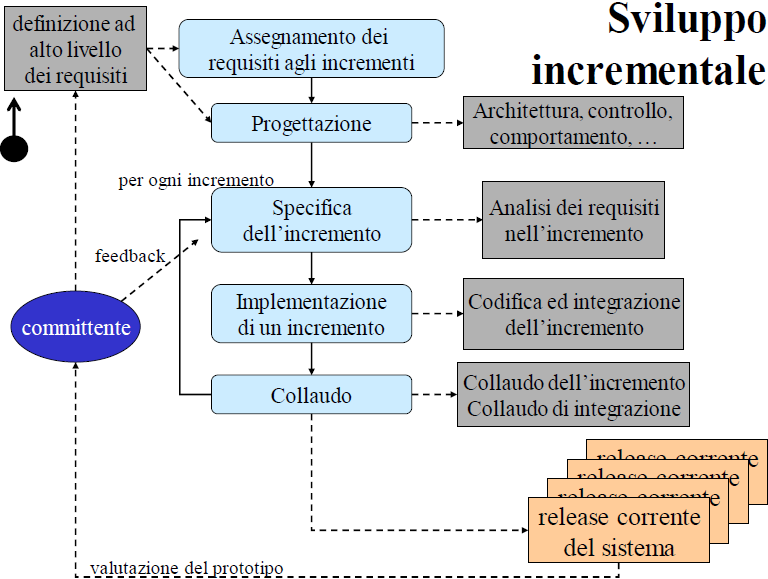 Sviluppo
incrementale
definizione ad
alto livello
dei requisiti
Assegnamento dei
requisiti agli incrementi
Progettazione
Architettura, controllo,
comportamento, …
per ogni incremento
Specifica
dell’incremento
Analisi dei requisiti
nell’incremento
feedback
committente
Implementazione
di un incremento
Codifica ed integrazione
dell’incremento
Collaudo
Collaudo dell’incremento
Collaudo di integrazione
release corrente
release corrente
release corrente
release corrente
del sistema
valutazione del prototipo